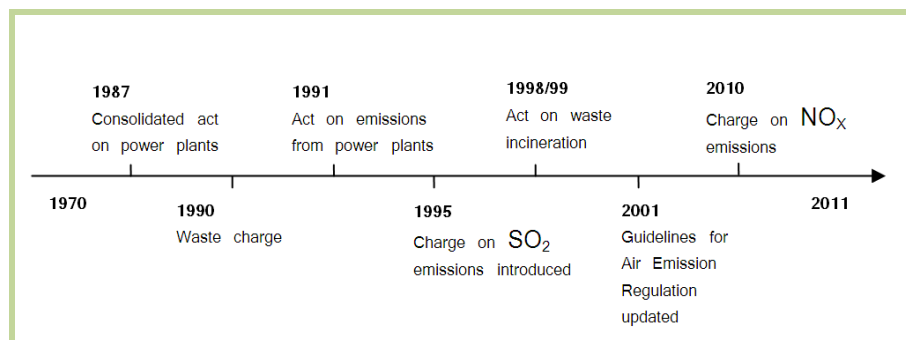 1987
Consolidated act
on power plants
1991
Act on emissions
from power plants
1998/99
Act on waste
incineration
2010
Charge on NOx
emissions
1970
1990
Waste charge
1995
Charge on SO2
emissions introduced
2001
Guidelines for
Air Emission
Regulation
updated
2011